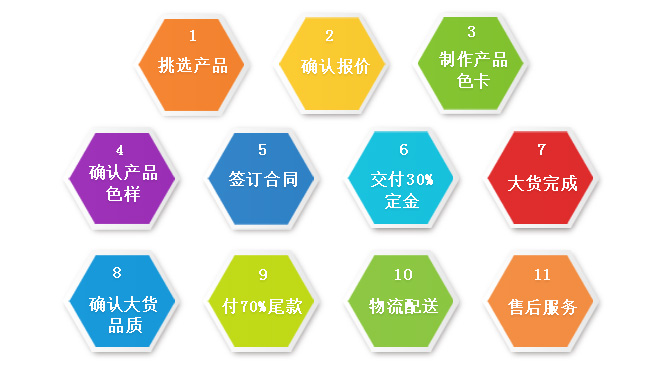 1
挑选产品
2
确认报价
3
制作产品
色卡
4
确认产品
色样
5
签订合同
6
交付30%
定金
7
大货完成
8
确认大货
品质
9
付70%尾款
10
物流配送
11
售后服务